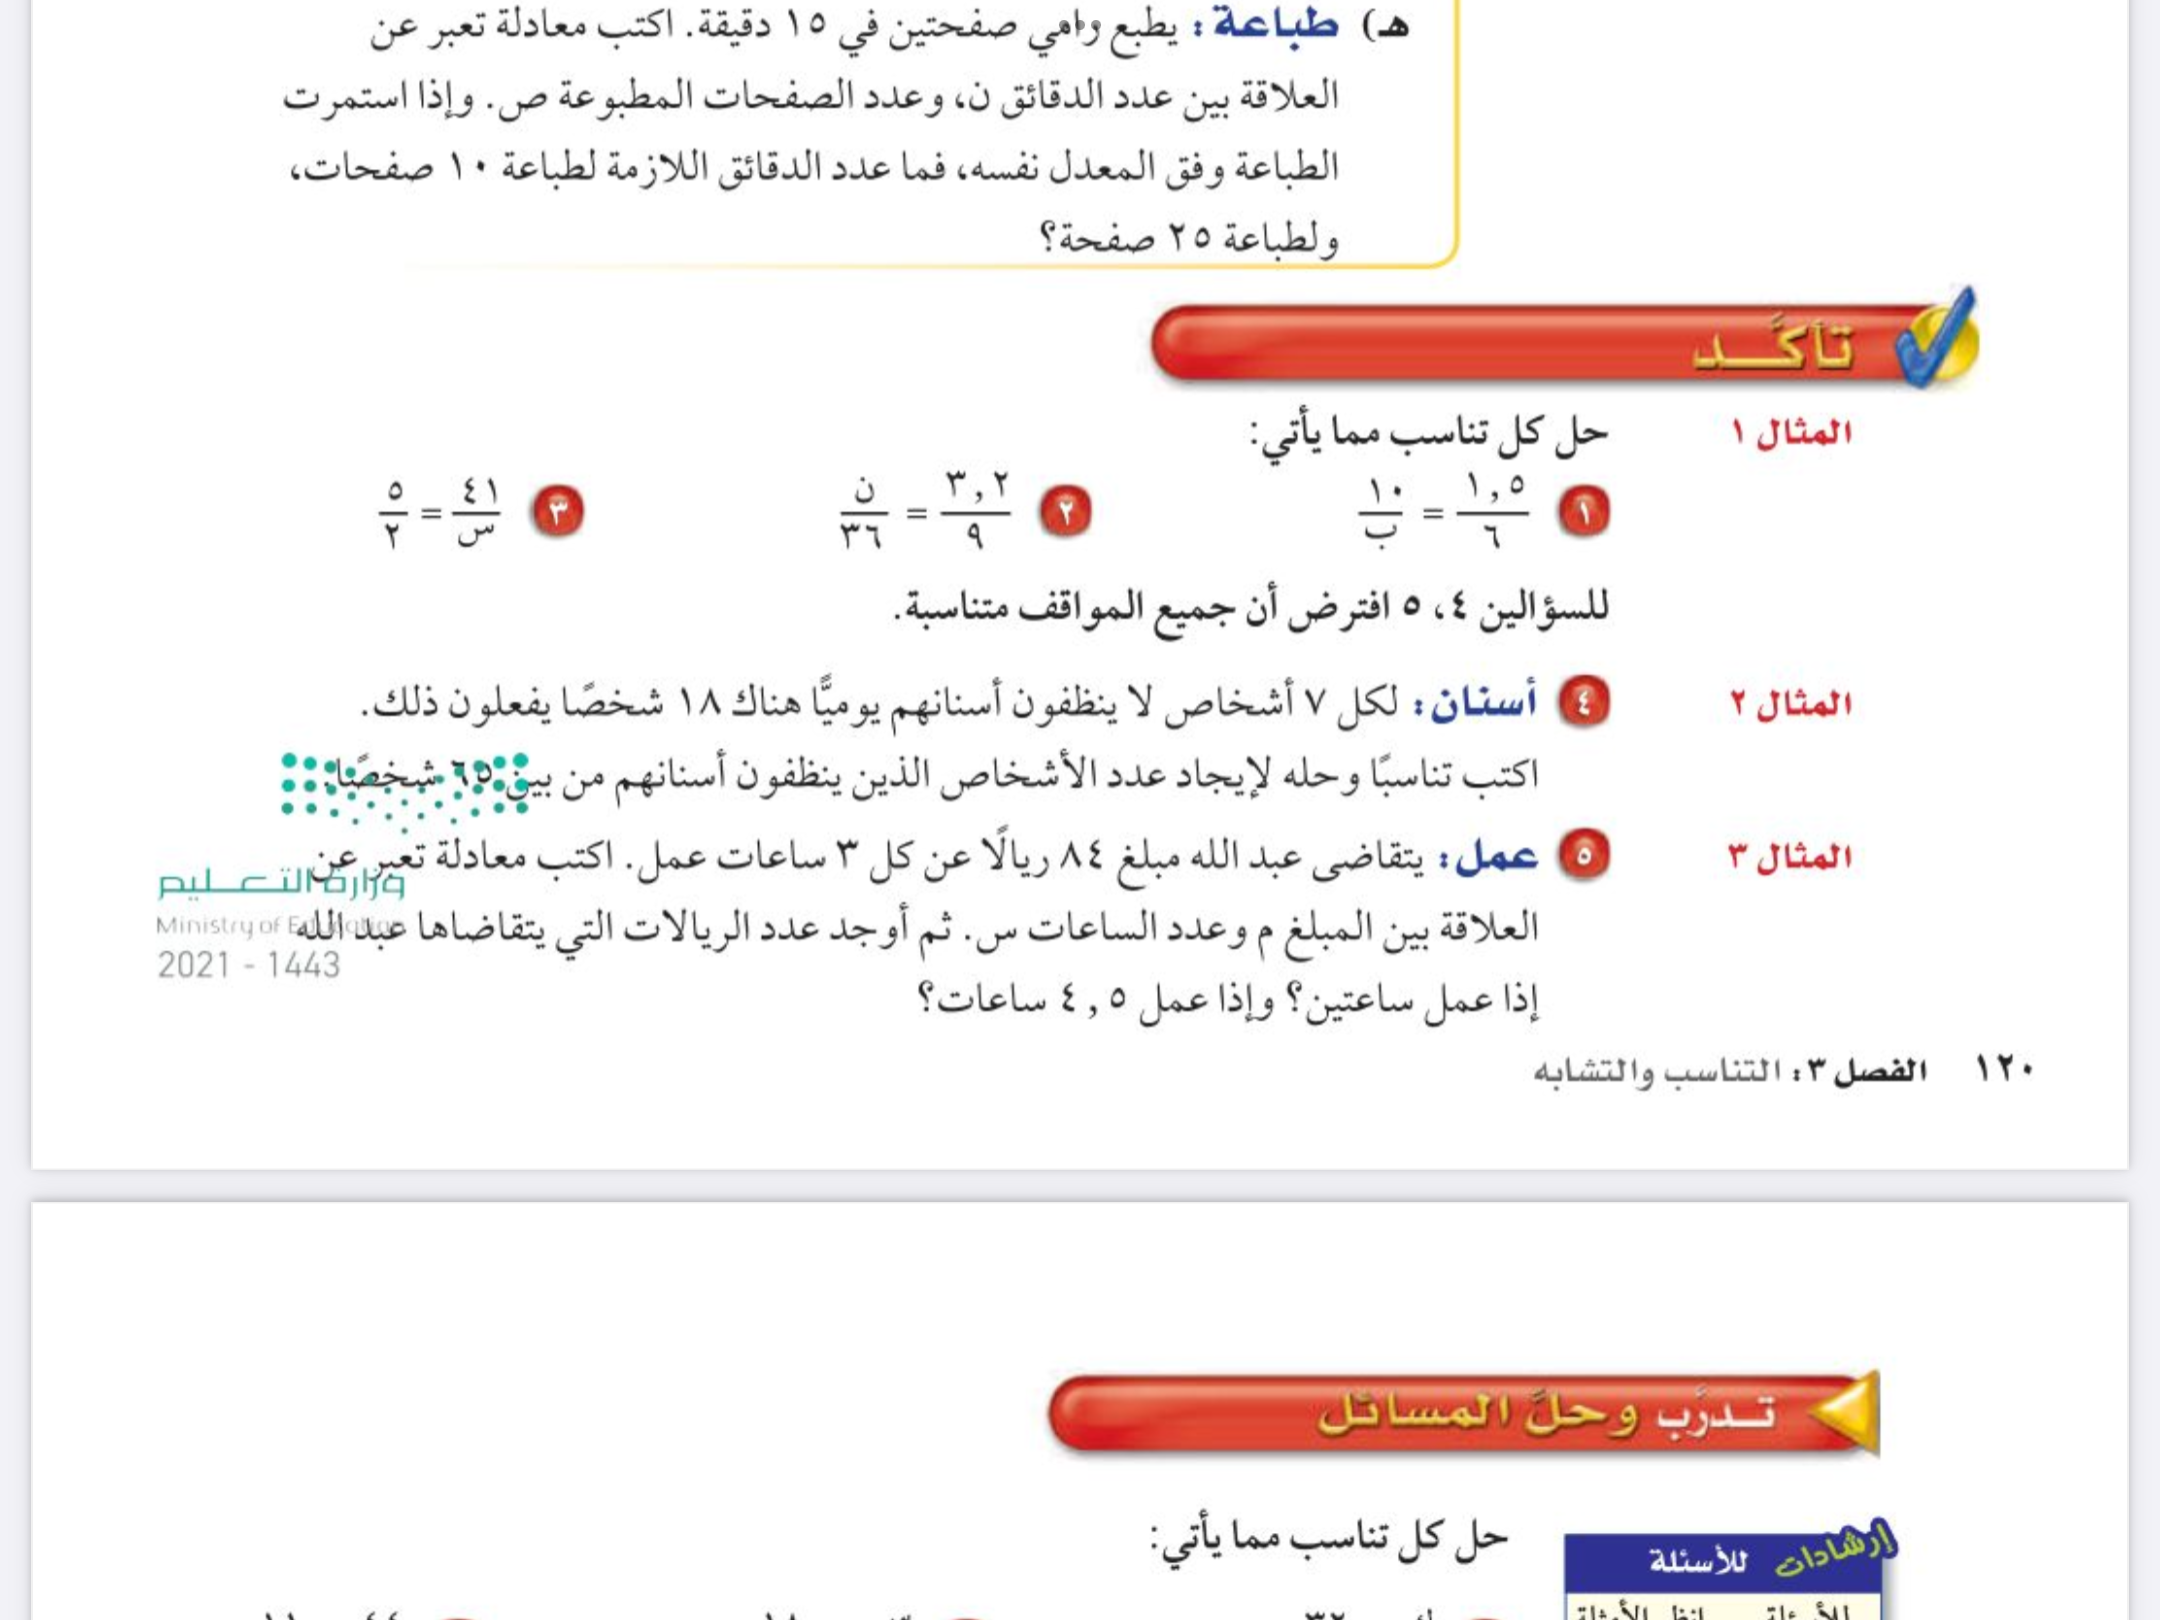 هـ) طباعة: يطبع رامي صفحتين في ١٥ دقيقة. اكتب معادلة تعبر عن
العلاقة بين عدد الدقائق ن، وعدد الصفحات المطبوعة ص. وإذا استمرت
الطباعة وفق المعدل نفسه، فما عدد الدقائق اللازمة لطباعة ١٠ صفحات،
ولطباعة ٢٥ صفحة؟
تأكَّد
المثال ١ حل كل تناسب مما يأتي:
١ ١,٥/٦ = ١٠/ب ٢ ٣,٢/٩ = ن/٣٦ ٣ ٤١/س = ٥/٢
للسؤالين ٤، ٥ افترض أن جميع المواقف متناسبة.
المثال ٢ ٤ أسنان: لكل ٧ أشخاص لا ينظفون أسنانهم يوميًّا هناك ١٨ شخصًا يفعلون ذلك.
اكتب تناسبًا وحله لإيجاد عدد الأشخاص الذين ينظفون أسنانهم من بين ٦٥ شخصًا.
المثال ٣ ٥ عمل: يتقاضى عبد الله مبلغ ٨٤ ريالًا عن كل ٣ ساعات عمل. اكتب معادلة تعبر عن
العلاقة بين المبلغ م وعدد الساعات س. ثم أوجد عدد الريالات التي يتقاضاها عبد الله
إذا عمل ساعتين؟ وإذا عمل ٤,٥ ساعات؟
وزارة التعليم
Ministry of Education
2021 - 1443
١٢٠ الفصل ٣: التناسب والتشابه
تدرَّب وحلَّ المسائل
حل كل تناسب مما يأتي:
إرشادات للأسئلة